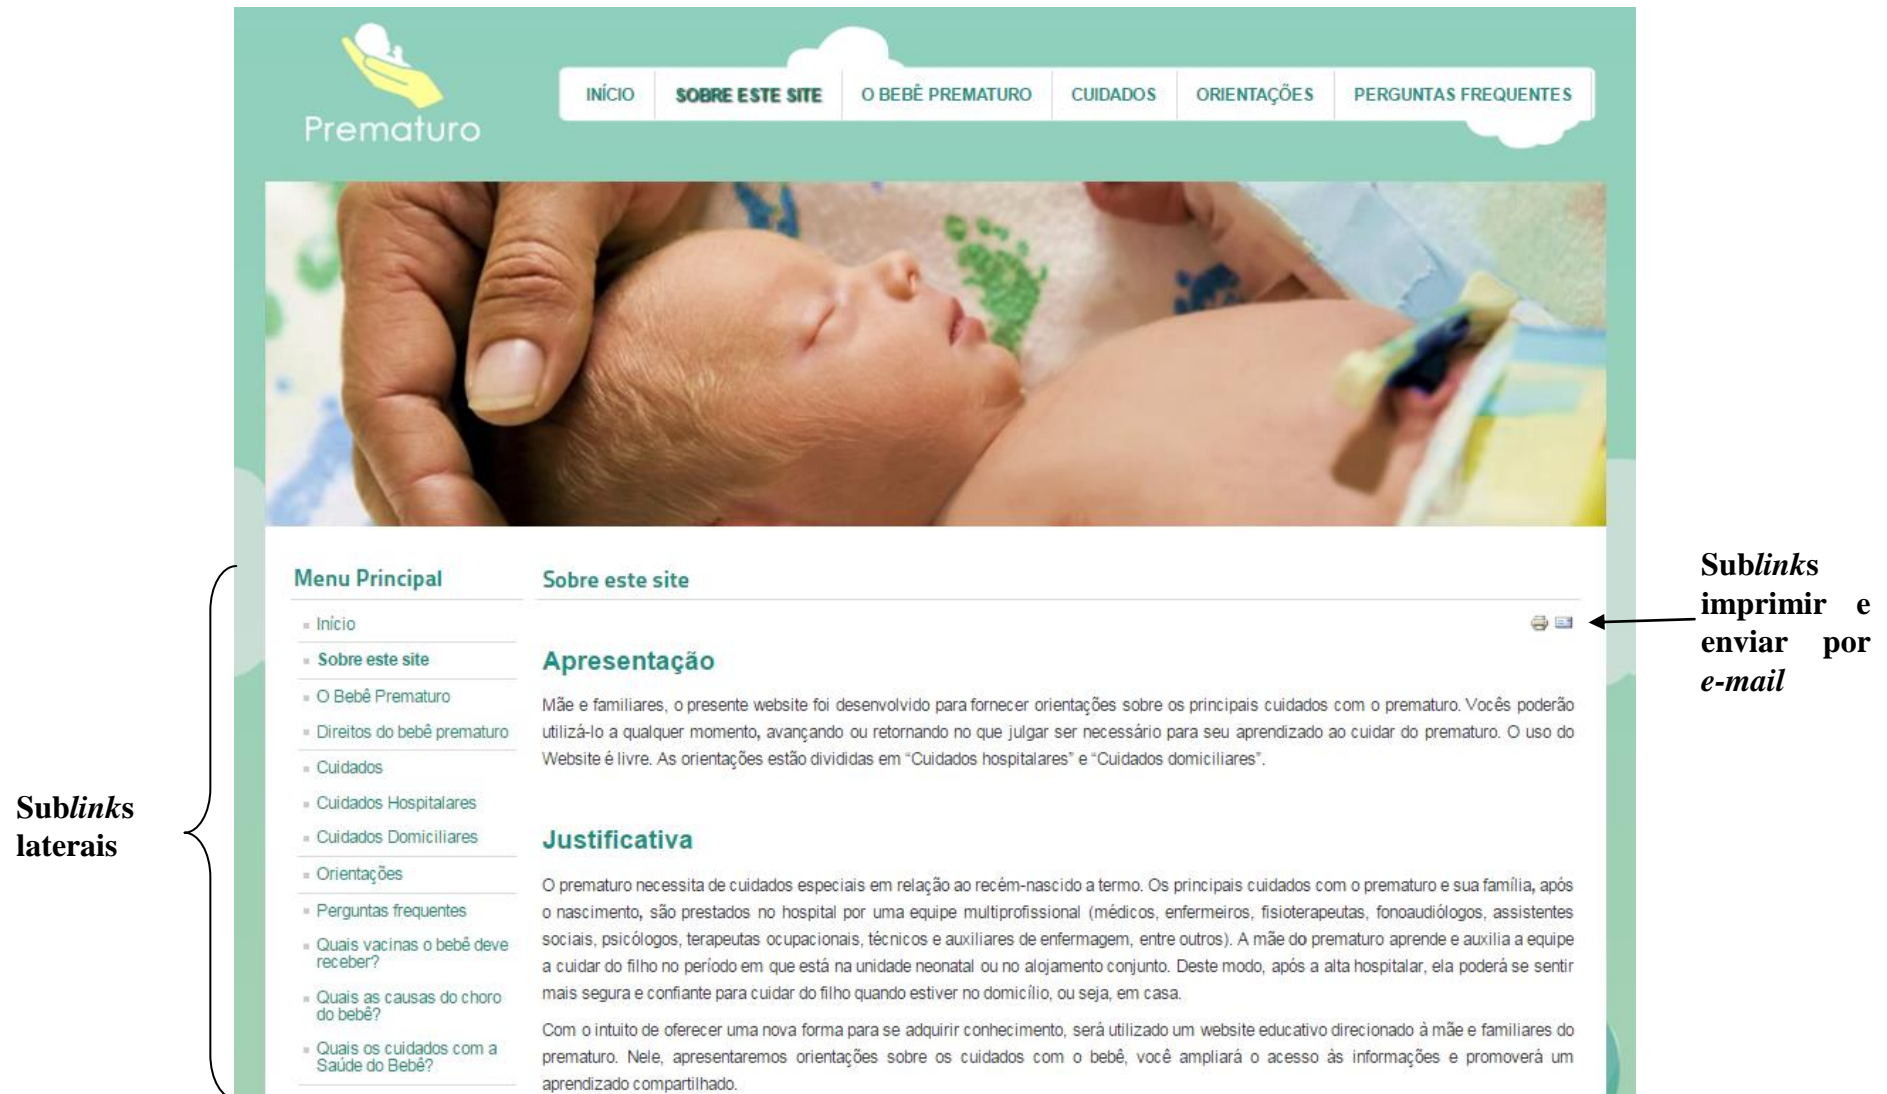 Prematuro
INÍCIO SOBRE ESTE SITE O BEBÊ PREMATURO CUIDADOS ORIENTAÇÕES PERGUNTAS FREQUENTES
Menu Principal
Início
Sobre este site
O Bebê Prematuro
Direitos do bebê prematuro
Cuidados
Cuidados Hospitalares
Cuidados Domiciliares
Orientações
Perguntas frequentes
Quais vacinas o bebê deve
receber?
Quais as causas do choro
do bebê?
Quais os cuidados com a
Saúde do Bebê?
Sobre este site
Apresentação
Mãe e familiares, o presente website foi desenvolvido para fornecer orientações sobre os principais cuidados com o prematuro. Vocês poderão
utilizá-lo a qualquer momento, avançando ou retornando no que julgar ser necessário para seu aprendizado ao cuidar do prematuro. O uso do
Website é livre. As orientações estão divididas em “Cuidados hospitalares” e “Cuidados domiciliares”.
Justificativa
O prematuro necessita de cuidados especiais em relação ao recém-nascido a termo. Os principais cuidados com o prematuro e sua família, após
o nascimento, são prestados no hospital por uma equipe multiprofissional (médicos, enfermeiros, fisioterapeutas, fonoaudiólogos, assistentes
sociais, psicólogos, terapeutas ocupacionais, técnicos e auxiliares de enfermagem, entre outros). A mãe do prematuro aprende e auxilia a equipe
a cuidar do filho no período em que está na unidade neonatal ou no alojamento conjunto. Deste modo, após a alta hospitalar, ela poderá se sentir
mais segura e confiante para cuidar do filho quando estiver no domicílio, ou seja, em casa.
Com o intuito de oferecer uma nova forma para se adquirir conhecimento, será utilizado um website educativo direcionado à mãe e familiares do
prematuro. Nele, apresentaremos orientações sobre os cuidados com o bebê, você ampliará o acesso às informações e promoverá um
aprendizado compartilhado.
Sublinks
laterais
Sublinks
imprimir e
enviar por
e-mail